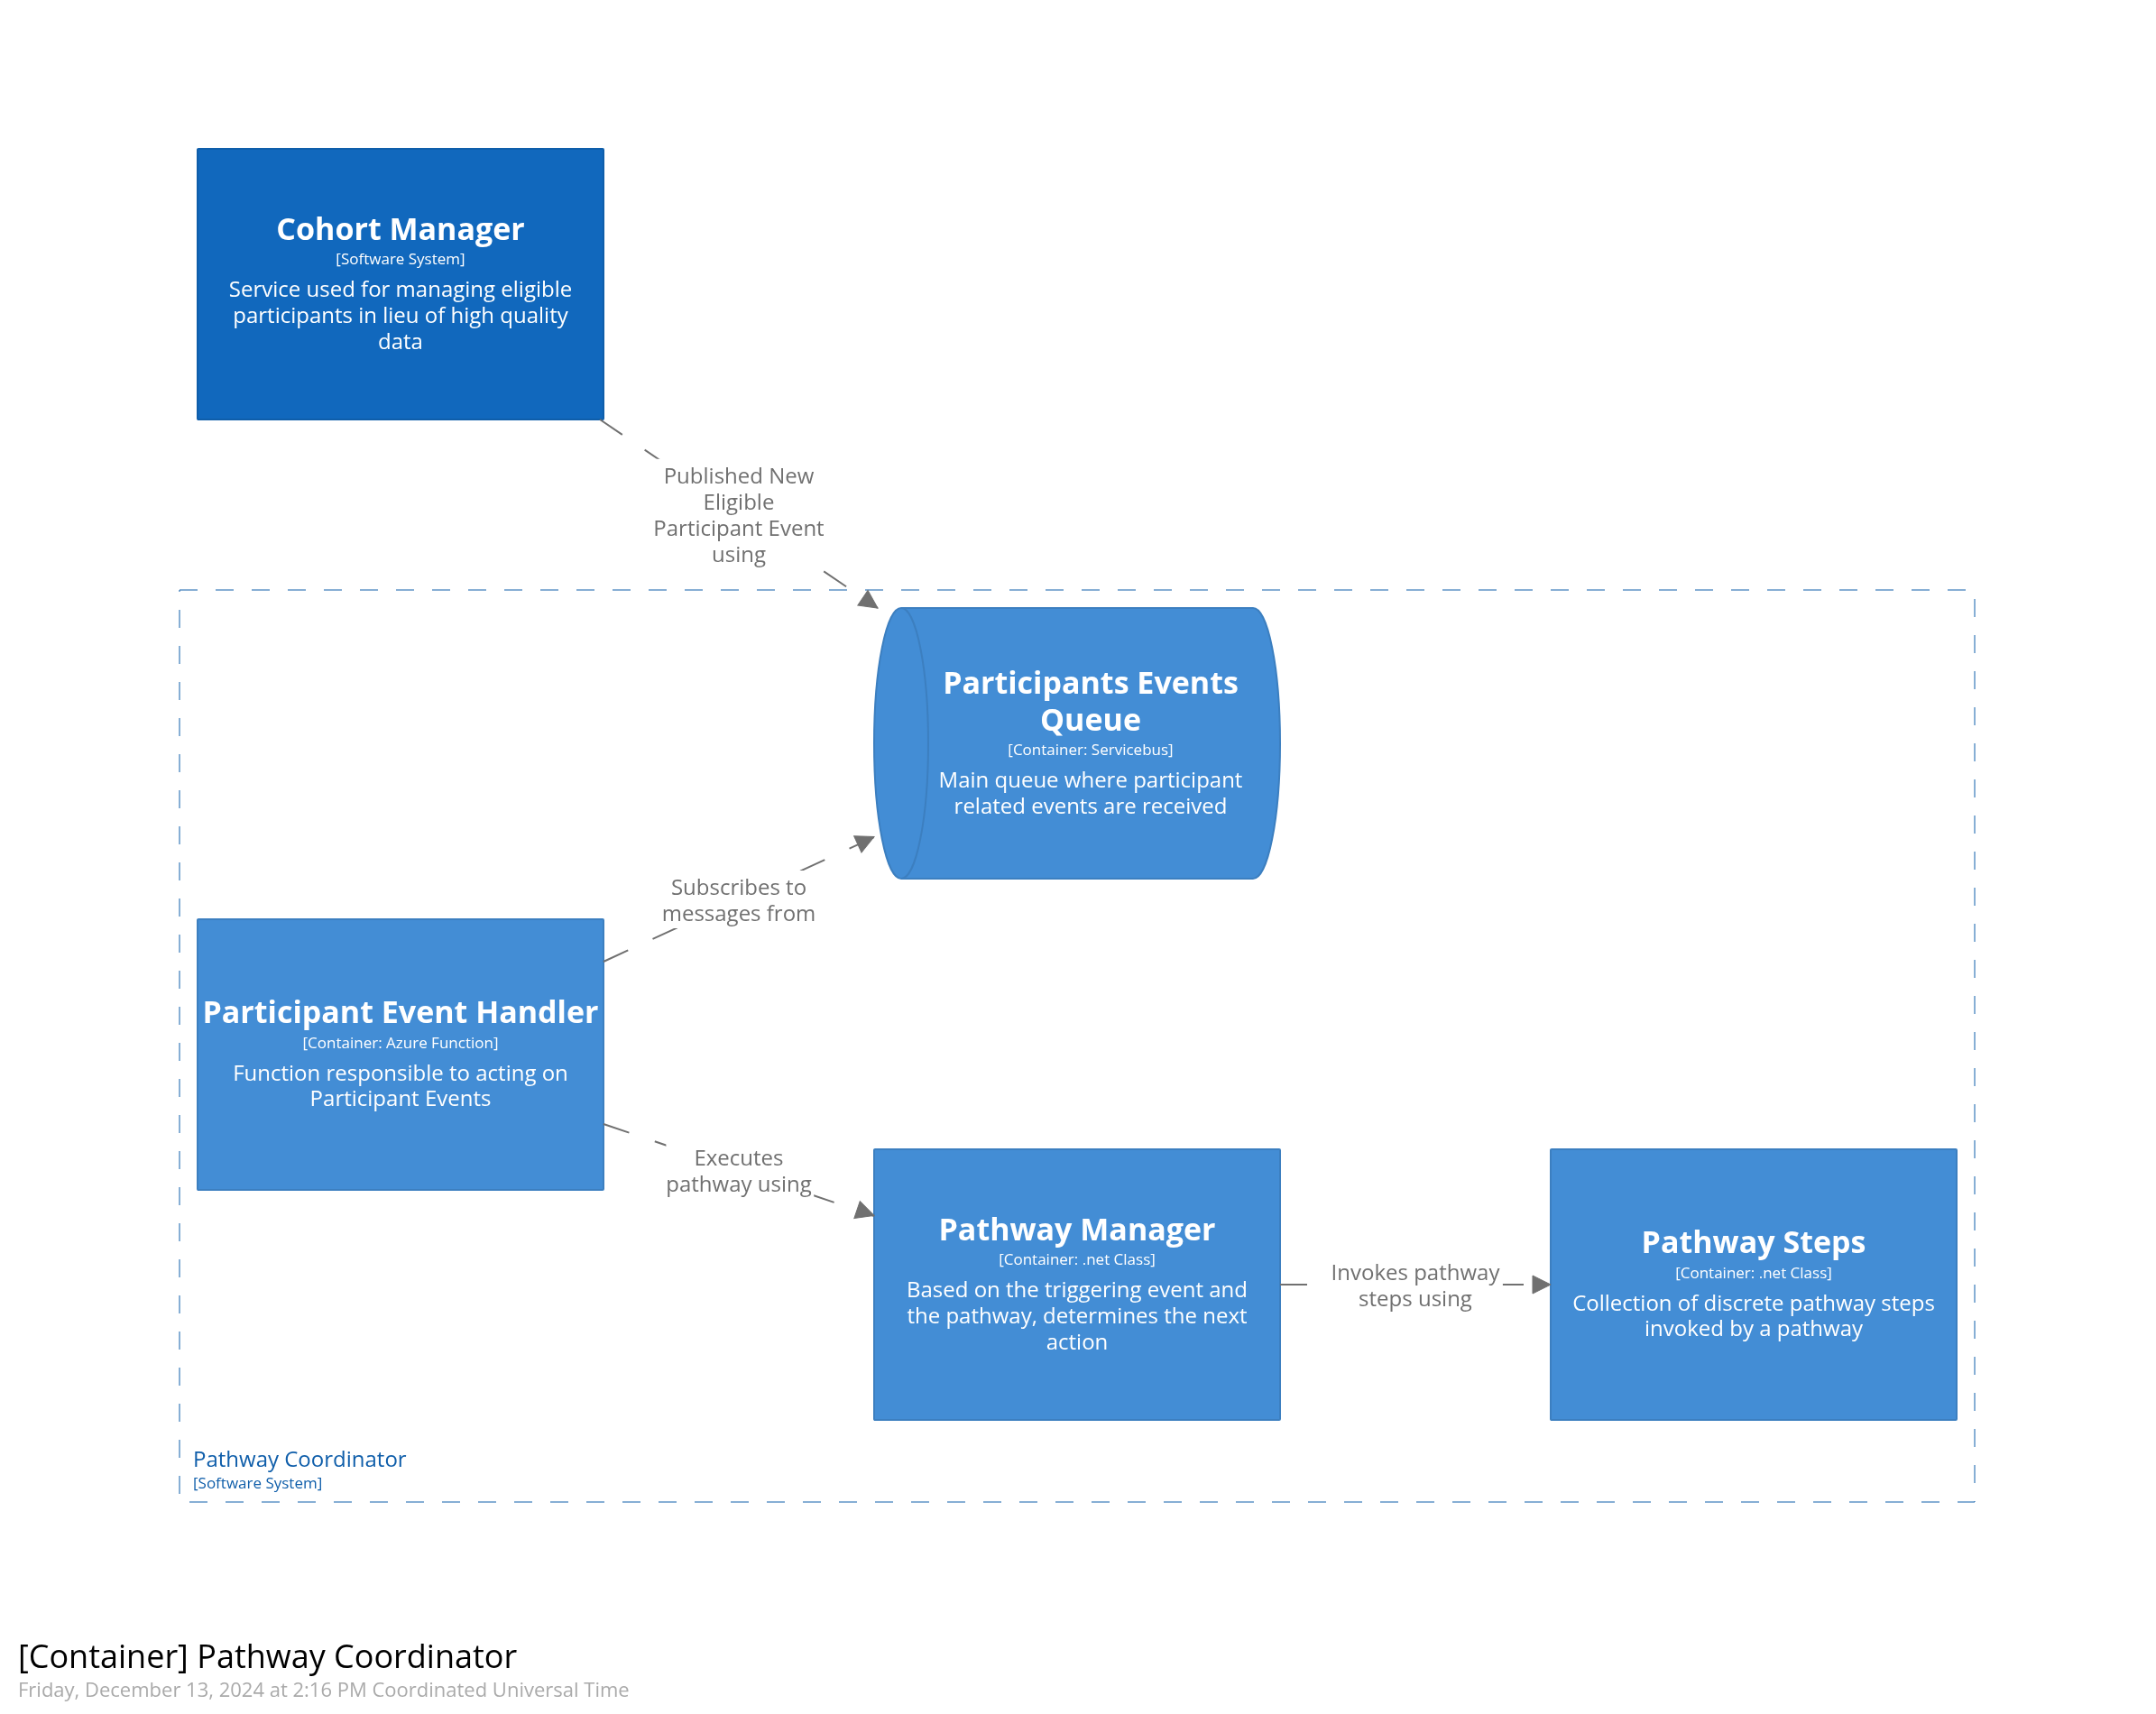 Cohort Manager
[Software System]
Service used for managing eligible
participants in lieu of high quality
data
Published New
Eligible
Participant Event
using
Participants Events
Queue
[Container: Servicebus]
Main queue where participant
related events are received
Subscribes to
messages from
Participant Event Handler
[Container: Azure Function]
Function responsible to acting on
Participant Events
Executes
pathway using
Pathway Manager
[Container: .net Class]
Based on the triggering event and
the pathway, determines the next
action
Invokes pathway
steps using
Pathway Steps
[Container: .net Class]
Collection of discrete pathway steps
invoked by a pathway
Pathway Coordinator
[Software System]
[Container] Pathway Coordinator
Friday, December 13, 2024 at 2:16 PM Coordinated Universal Time